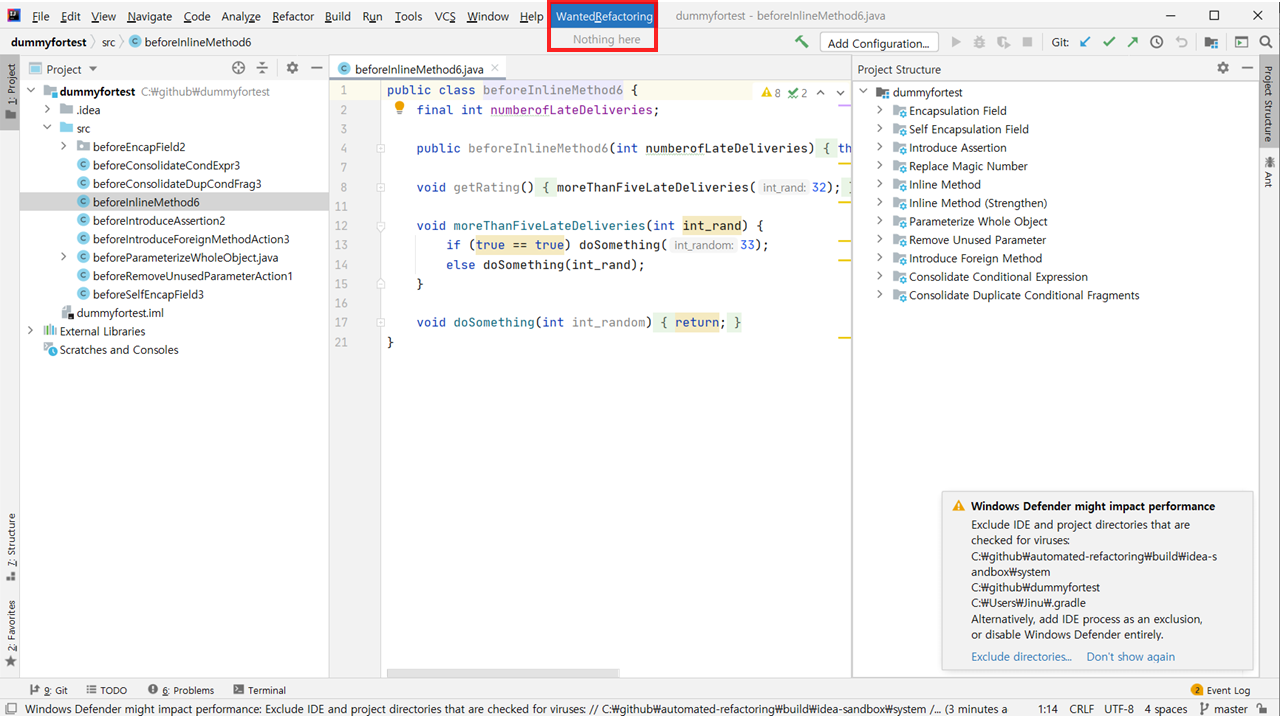 File Edit View Navigate Code Analyze Refactor Build Run Tools VCS Window Help WantedRefactoring dummyfortest - beforeInlineMethod6.java
Nothing here
dummyfortest src beforeInlineMethod6
Add Configuration... Git:
1: Project
Project
dummyfortest C:₩github₩dummyfortest
.idea
src
beforeEncapField2
beforeConsolidateCondExpr3
beforeConsolidateDupCondFrag3
beforeInlineMethod6
beforeIntroduceAssertion2
beforeIntroduceForeignMethodAction3
beforeParameterizeWholeObject.java
beforeRemoveUnusedParameterAction1
beforeSelfEncapField3
dummyfortest.iml
External Libraries
Scratches and Consoles
7: Structure
2: Favorites
beforeInlineMethod6.java
8 2
1 public class beforeInlineMethod6 {
2 final int numberofLateDeliveries;
3
4 public beforeInlineMethod6(int numberofLateDeliveries) { th
7
8 void getRating() { moreThanFiveLateDeliveries( int_rand: 32); }
11
12 void moreThanFiveLateDeliveries(int int_rand) {
13 if (true == true) doSomething( int_random: 33);
14 else doSomething(int_rand);
15 }
16
17 void doSomething(int int_random) { return; }
21 }
Project Structure
dummyfortest
Encapsulation Field
Self Encapsulation Field
Introduce Assertion
Replace Magic Number
Inline Method
Inline Method (Strengthen)
Parameterize Whole Object
Remove Unused Parameter
Introduce Foreign Method
Consolidate Conditional Expression
Consolidate Duplicate Conditional Fragments
Project Structure
Ant
Windows Defender might impact performance
Exclude IDE and project directories that are
checked for viruses:
C:₩github₩automated-refactoring₩build₩idea-s
andbox₩system
C:₩github₩dummyfortest
C:₩Users₩Jinu₩.gradle
Alternatively, add IDE process as an exclusion,
or disable Windows Defender entirely.
Exclude directories... Don't show again
9: Git TODO 6: Problems Terminal 2 Event Log
Windows Defender might impact performance: Exclude IDE and project directories that are checked for viruses: // C:₩github₩automated-refactoring₩build₩idea-sandbox₩system /... (3 minutes a 1:14 CRLF UTF-8 4 spaces master